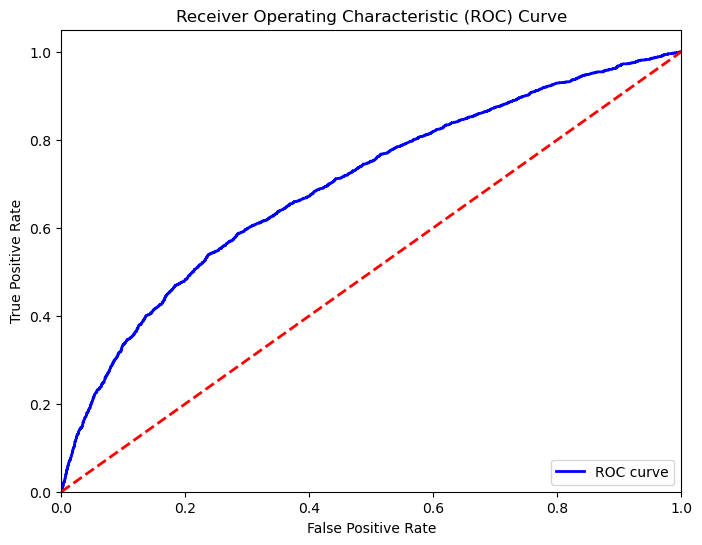 Receiver Operating Characteristic (ROC) Curve
True Positive Rate
1.0
0.8
0.6
0.4
0.2
0.0
0.0 0.2 0.4 0.6 0.8 1.0
False Positive Rate
ROC curve